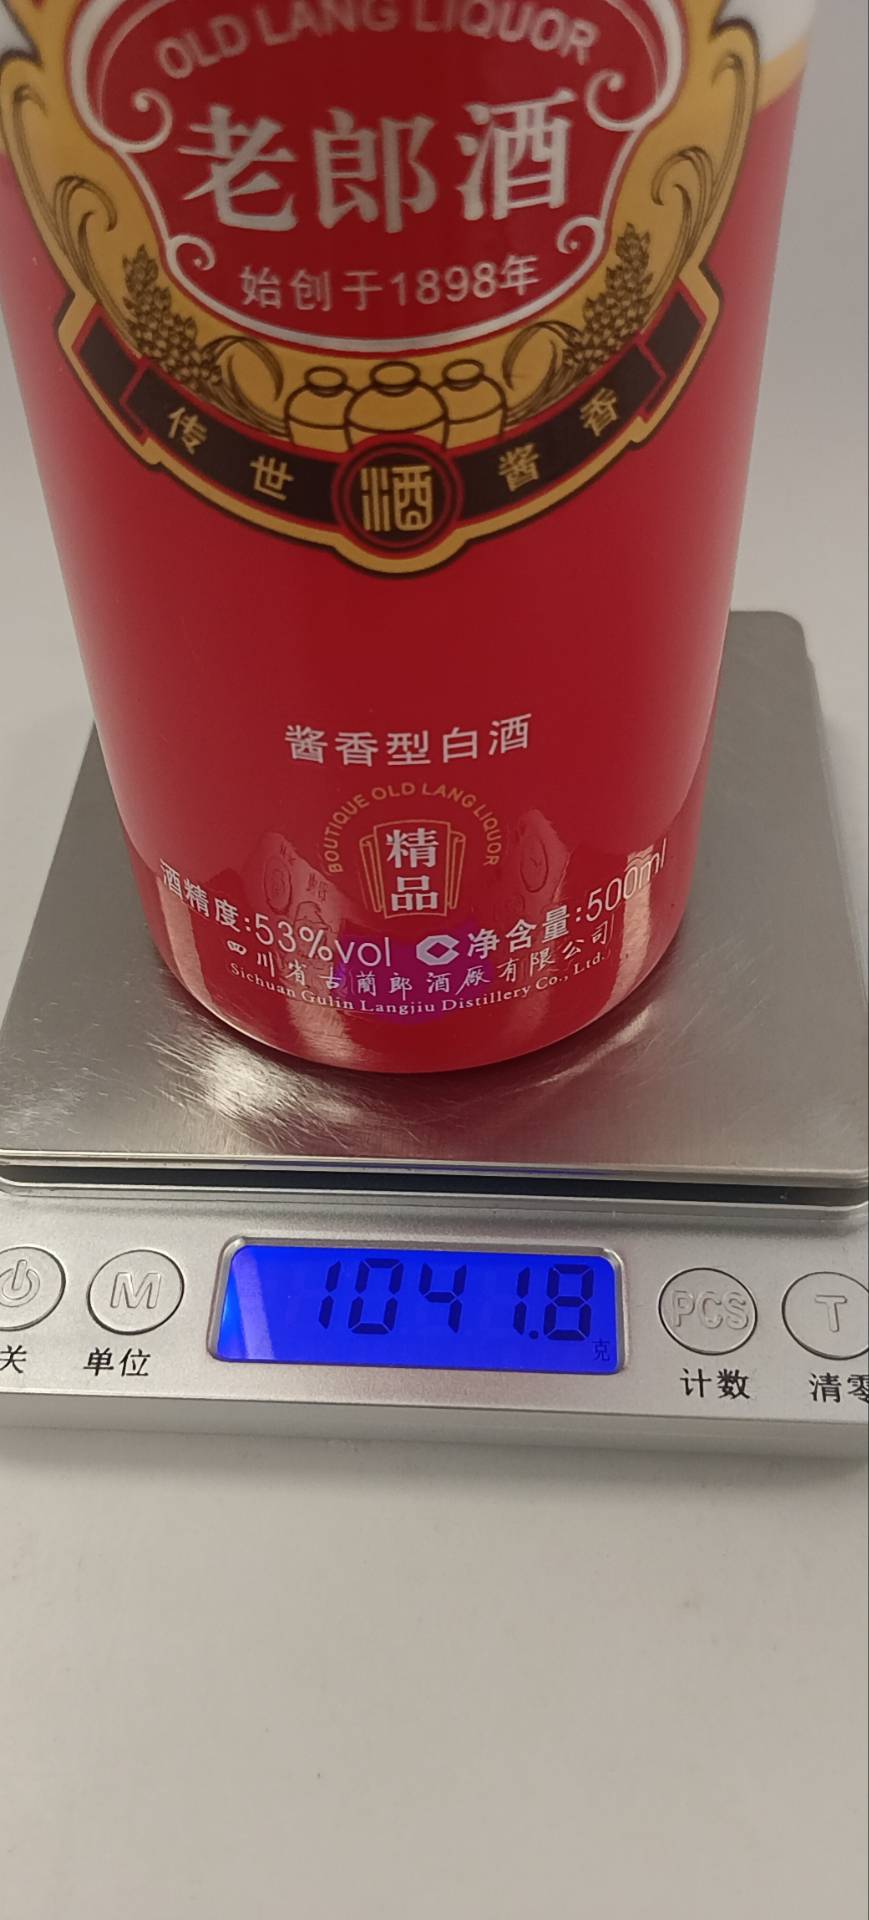 OLD LANG LIQUOR
老郎酒
始创于1898年
传世 酒 酱香
酱香型白酒
BOUTIQUE OLD LANG LIQUOR
精
品
酒精度:53%vol 净含量:500ml
四川省古蔺郎酒廠有限公司
Sichuan Gulin Langjiu Distillery Co., Ltd.
1041.8
克
M PCS T
关 单位 计数 清零